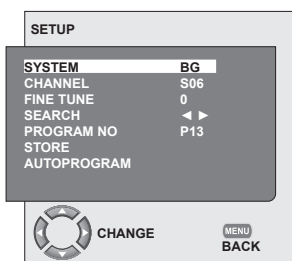 SETUP
SYSTEM BG
CHANNEL S06
FINE TUNE 0
SEARCH ◄ ►
PROGRAM NO P13
STORE
AUTOPROGRAM
CHANGE
MENU
BACK